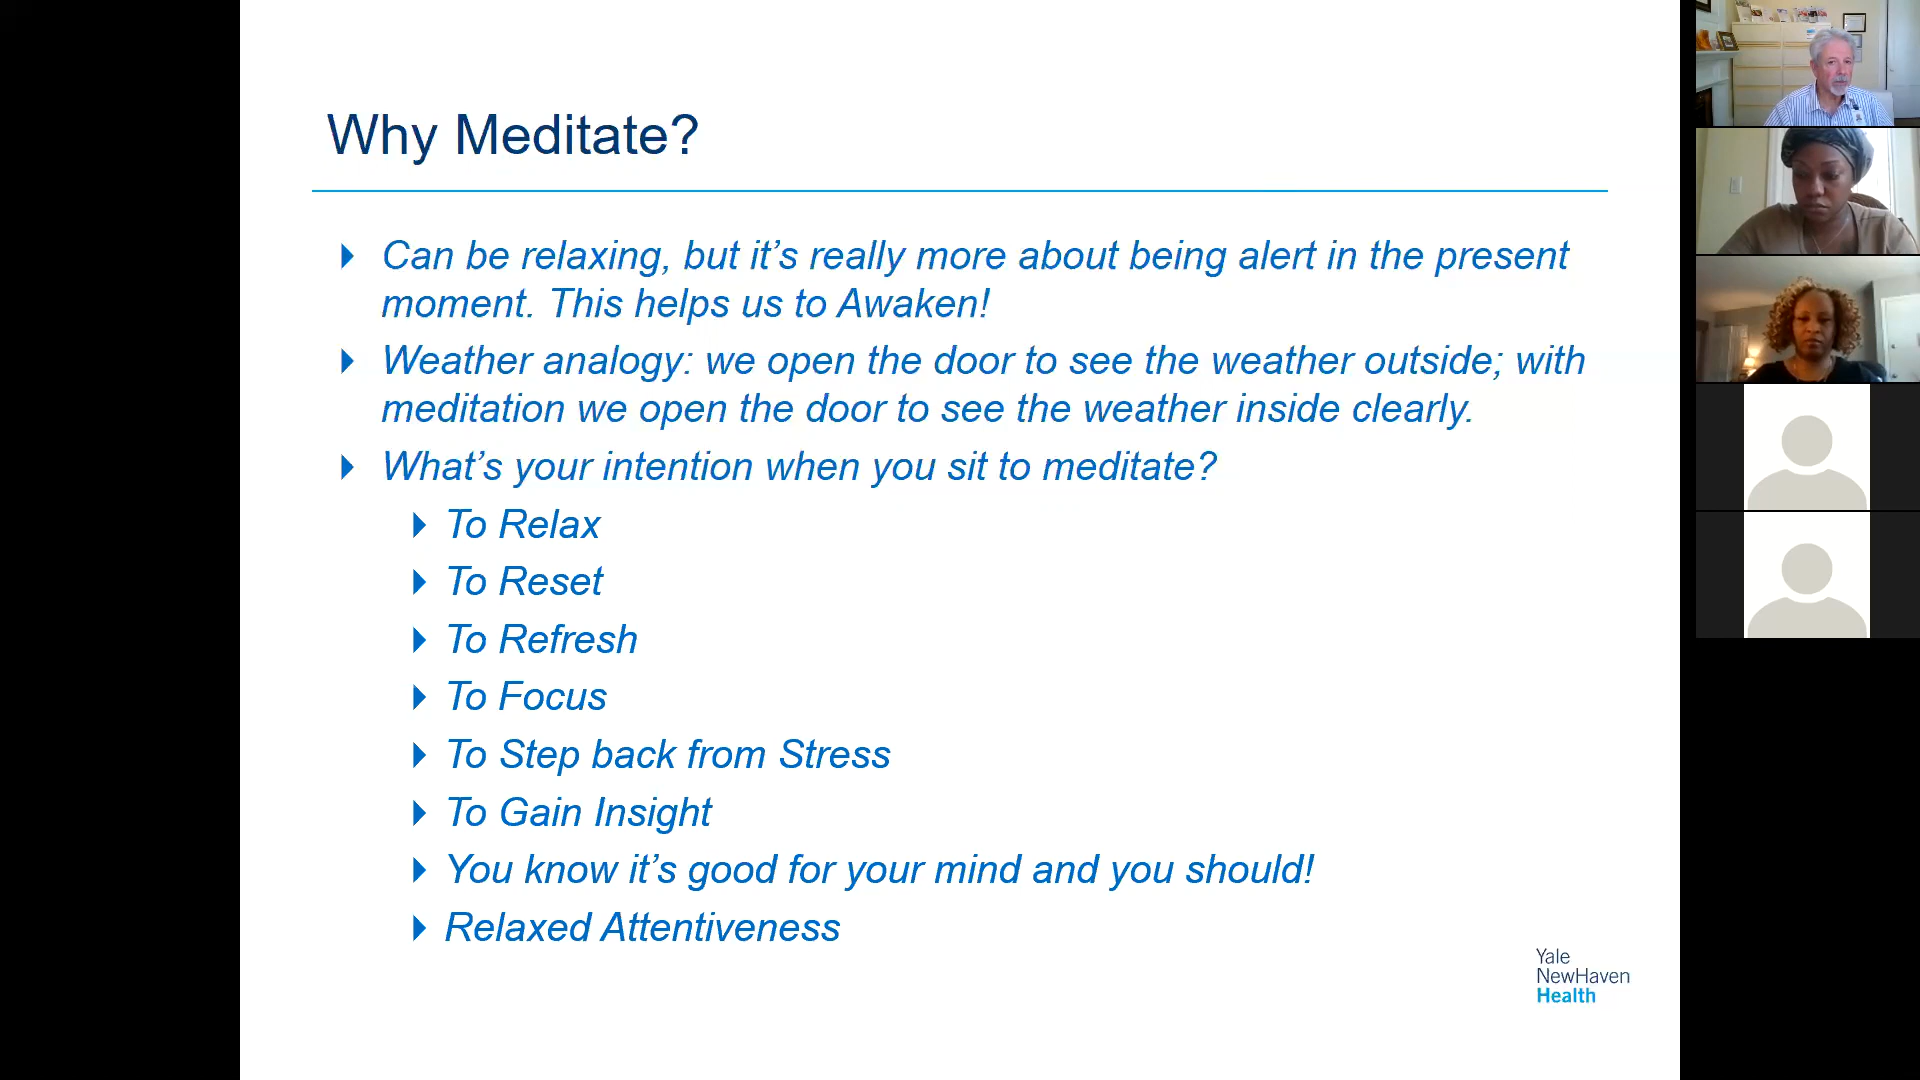 Why Meditate?
Can be relaxing, but it’s really more about being alert in the present
moment. This helps us to Awaken!
Weather analogy: we open the door to see the weather outside; with
meditation we open the door to see the weather inside clearly.
What’s your intention when you sit to meditate?
To Relax
To Reset
To Refresh
To Focus
To Step back from Stress
To Gain Insight
You know it’s good for your mind and you should!
Relaxed Attentiveness
Yale
NewHaven
Health